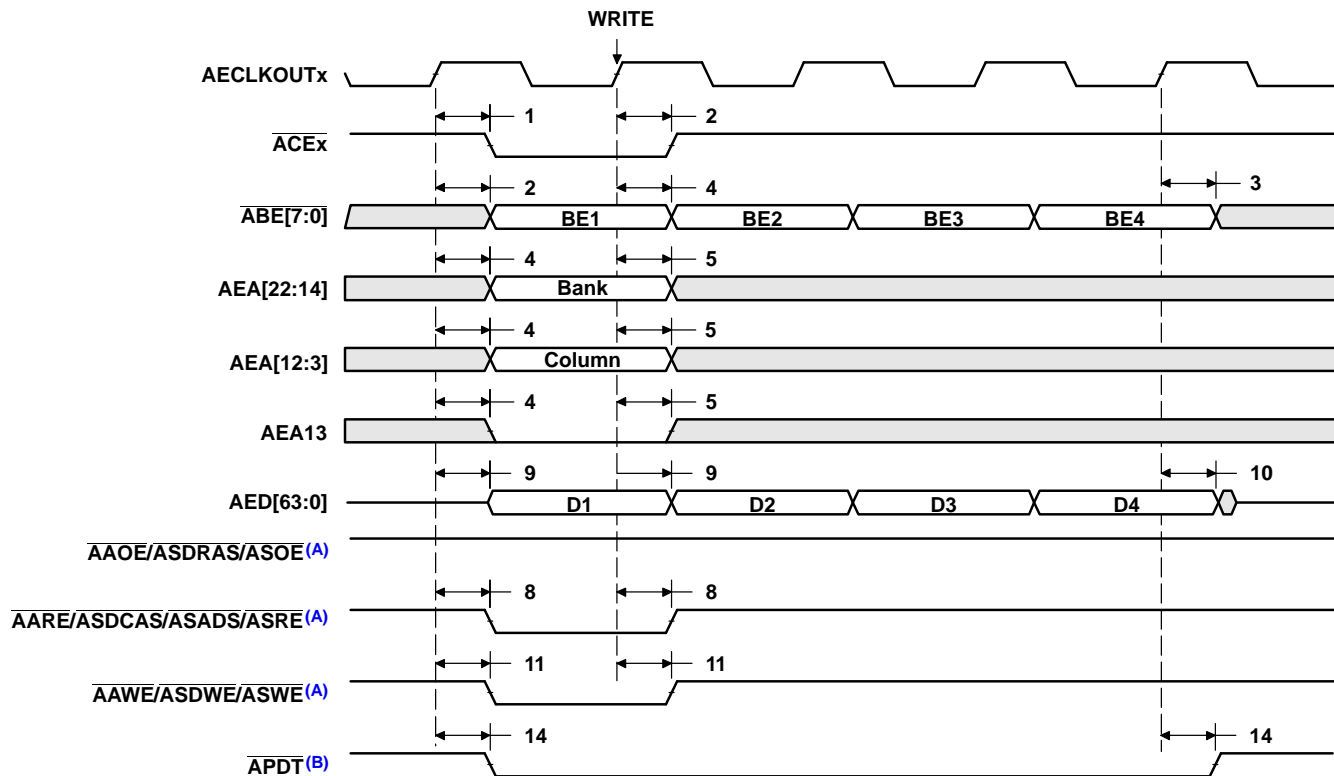 WRITE
AECLKOUTx
1 2
ACEx
2 4 3
ABE[7:0] BE1 BE2 BE3 BE4
4 5
AEA[22:14] Bank
4 5
AEA[12:3] Column
4 5
AEA13
9 9 10
AED[63:0] D1 D2 D3 D4
AAOE/ASDRAS/ASOE(A)
8 8
AARE/ASDCAS/ASADS/ASRE(A)
11 11
AAWE/ASDWE/ASWE(A)
14 14
APDT(B)